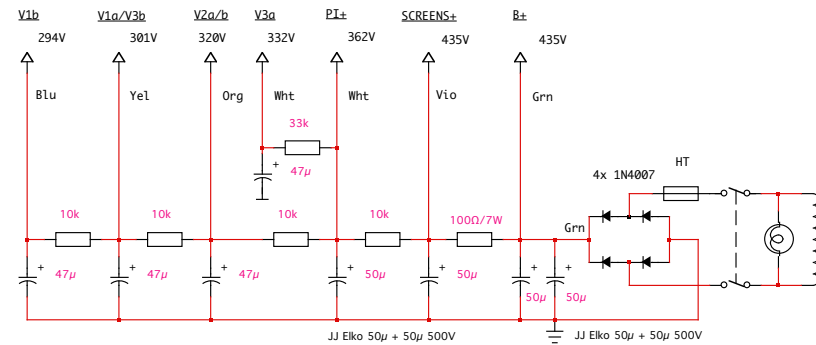 V1b V1a/V3b V2a/b V3a PI+ SCREENS+ B+
294V 301V 320V 332V 362V 435V 435V
Blu Yel Org Wht Wht Vio Grn
33k
HT
+ 47µ
4x 1N4007
10k 10k 10k 10k 100Ω/7W
Grn
+ 47µ + 47µ + 47µ + 50µ + 50µ + 50µ + 50µ
JJ Elko 50µ + 50µ 500V JJ Elko 50µ + 50µ 500V